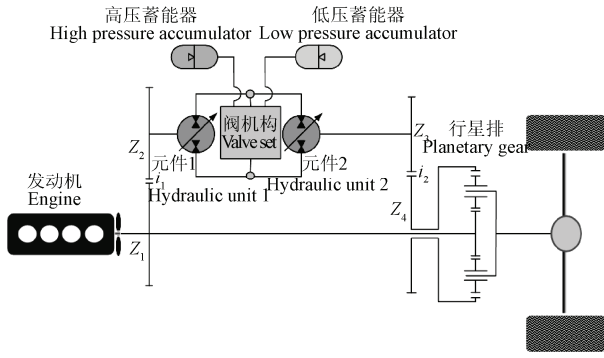 高压蓄能器
High pressure accumulator
低压蓄能器
Low pressure accumulator
阀机构
Valve set
元件1
Hydraulic unit 1
元件2
Hydraulic unit 2
Z2
i1
Z3
i2
行星排
Planetary gear
Z4
发动机
Engine
Z1